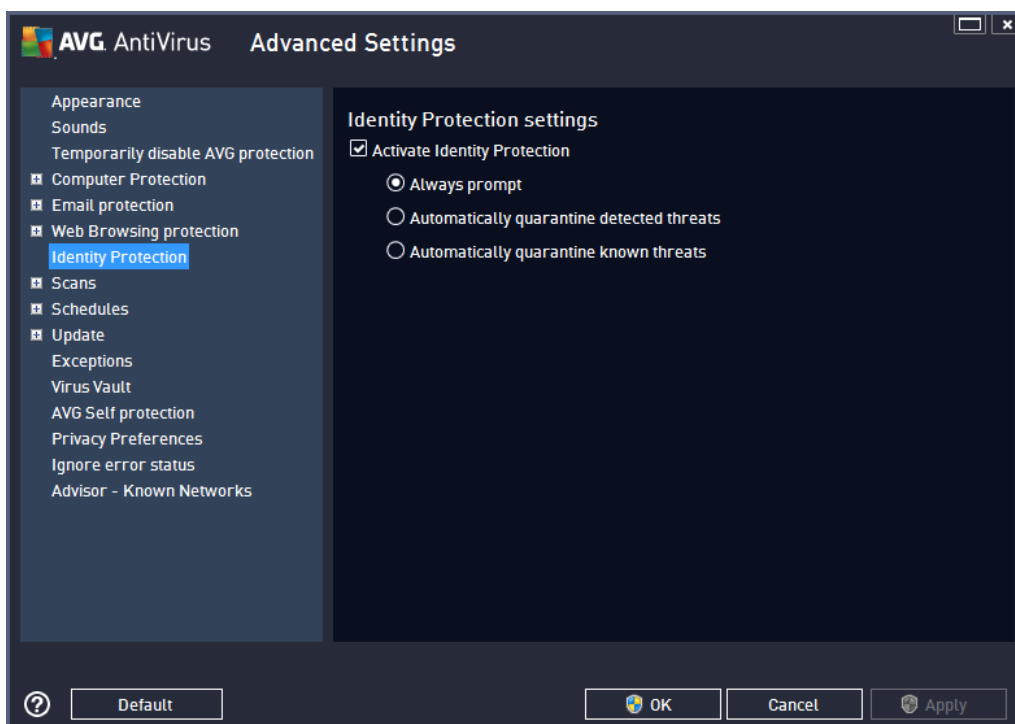 AVG. AntiVirus Advanced Settings
Appearance
Sounds
Temporarily disable AVG protection
Computer Protection
Email protection
Web Browsing protection
Identity Protection
Scans
Schedules
Update
Exceptions
Virus Vault
AVG Self protection
Privacy Preferences
Ignore error status
Advisor - Known Networks
Identity Protection settings
Activate Identity Protection
Always prompt
Automatically quarantine detected threats
Automatically quarantine known threats
? Default OK Cancel Apply